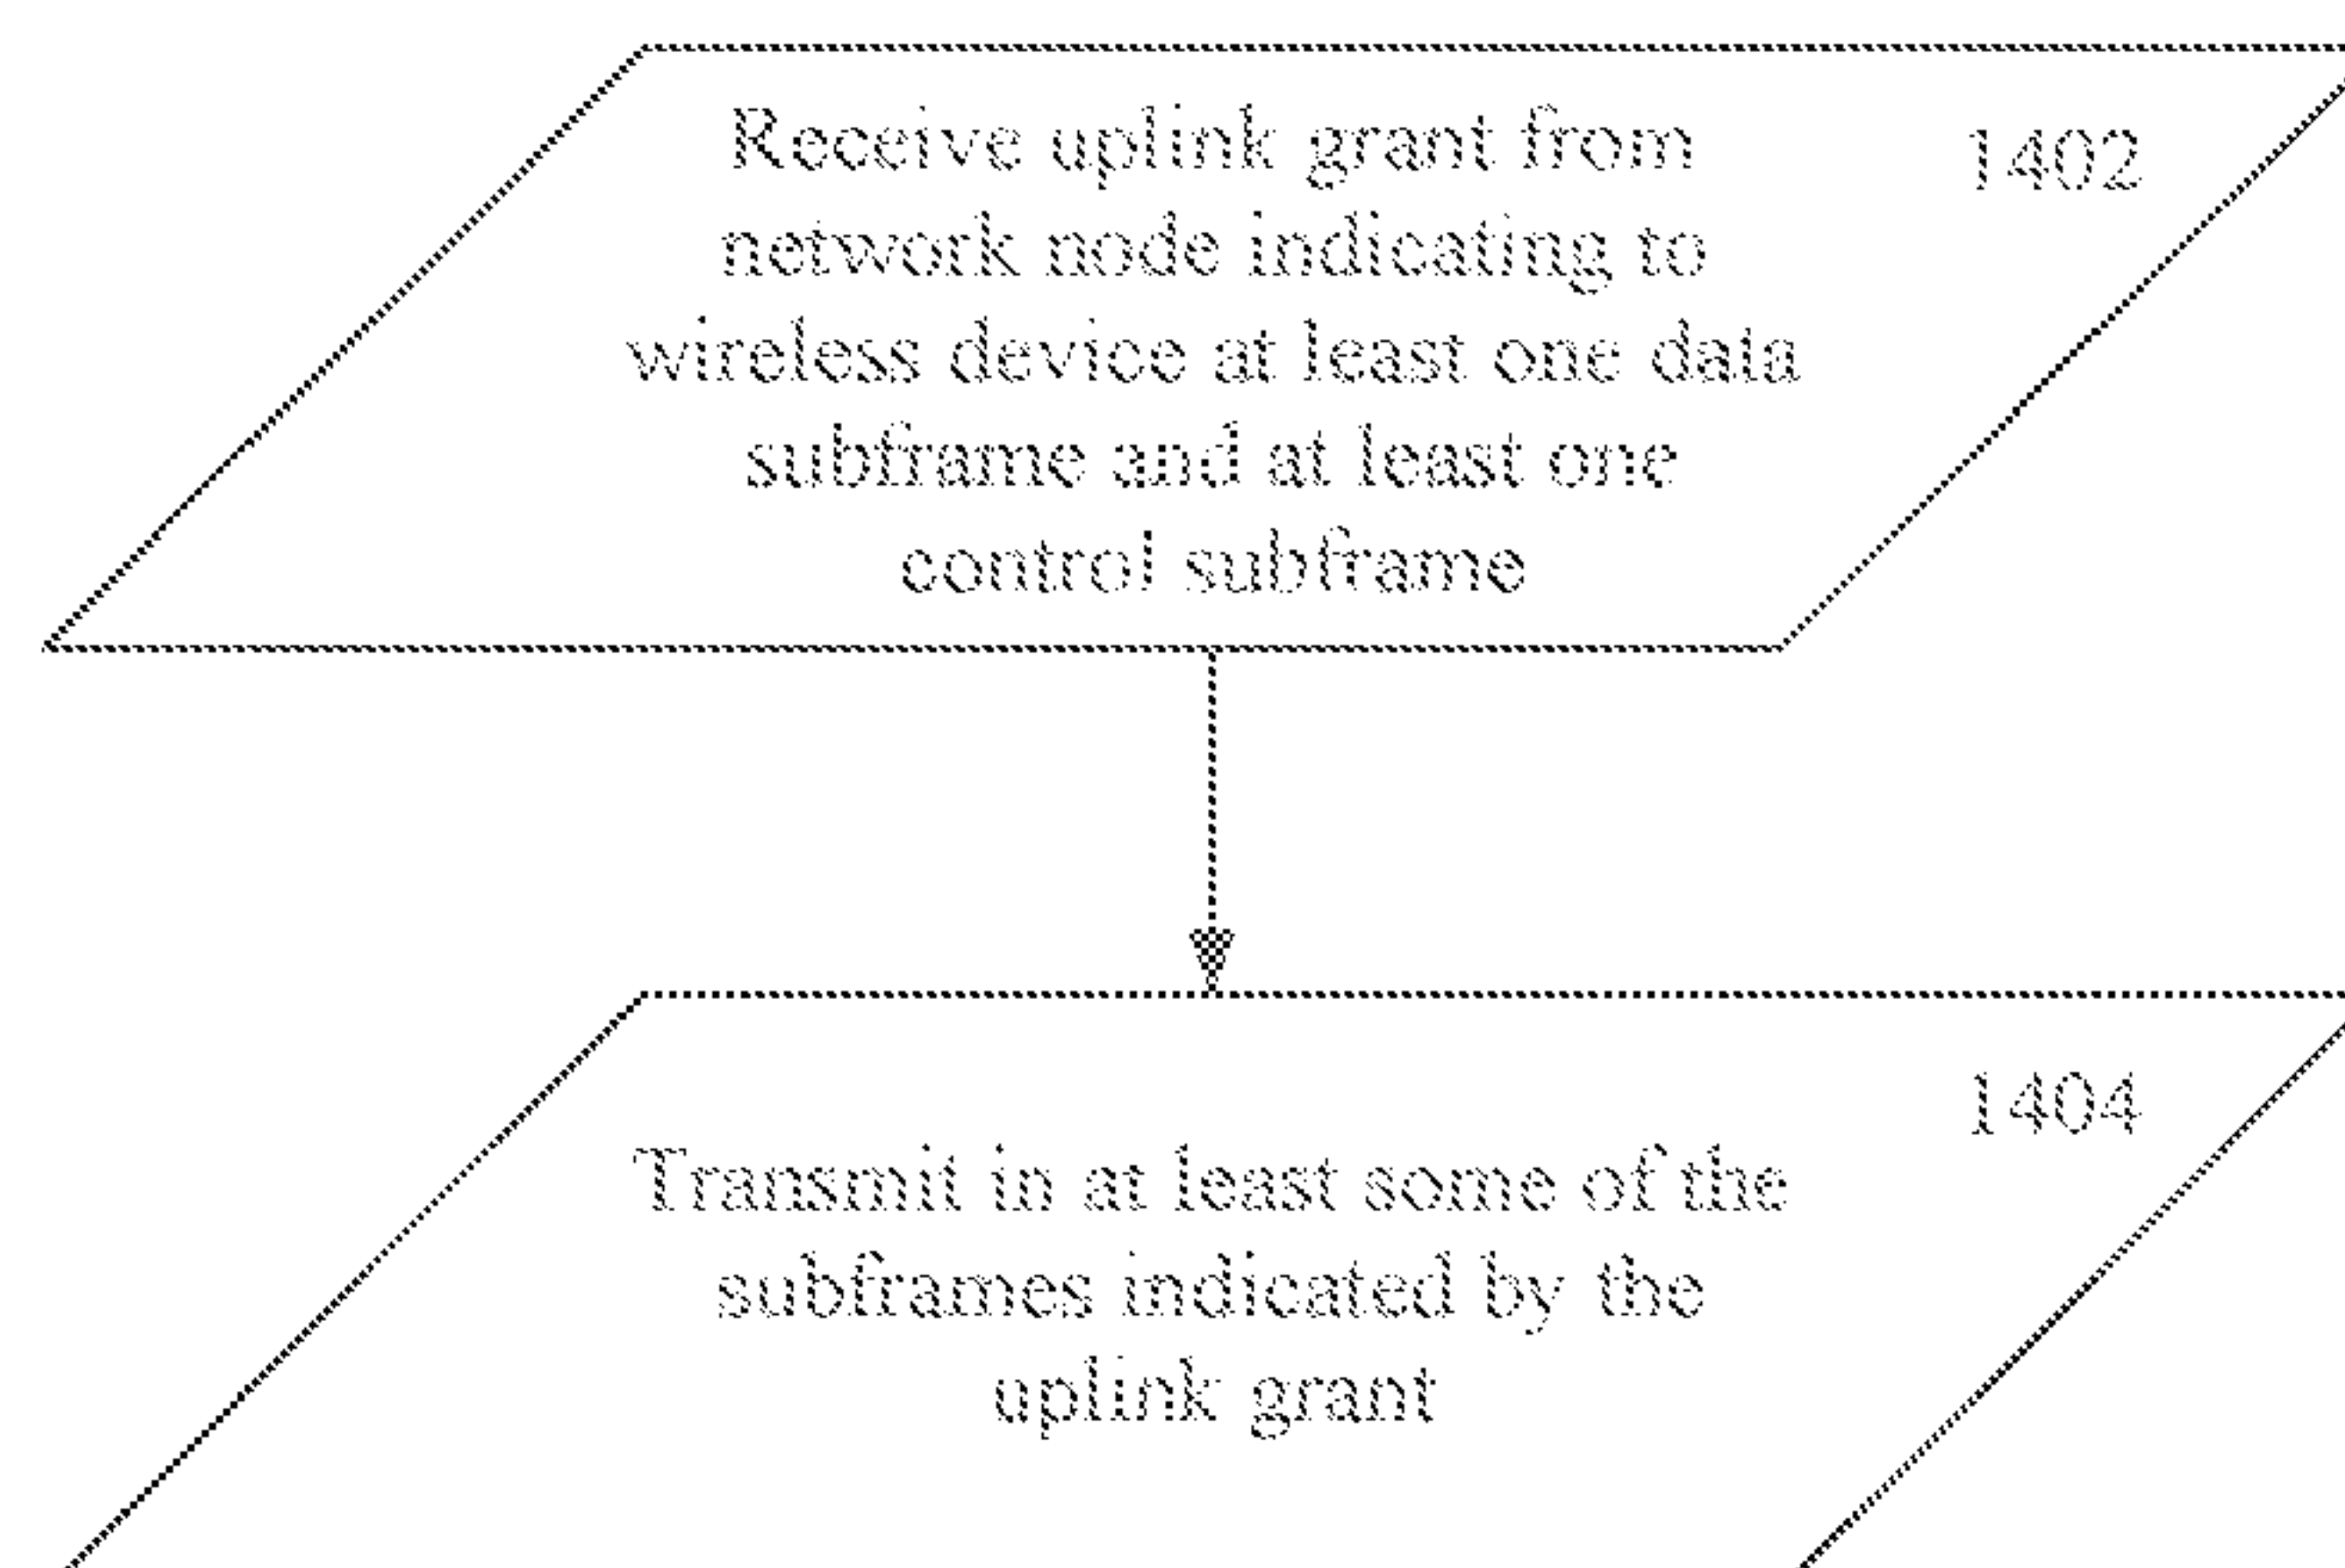 Receive uplink grant from
1402
network node indicating to
wireless device at least one data
subframe and at least one
control subframe
1404
Transmit in at least some of the
subframes indicated by the
uplink grant